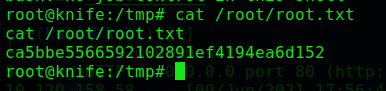 root@knife:/tmp# cat /root/root.txt
cat /root/root.txt
ca5bbe5566592102891ef4194ea6d152
root@knife:/tmp#